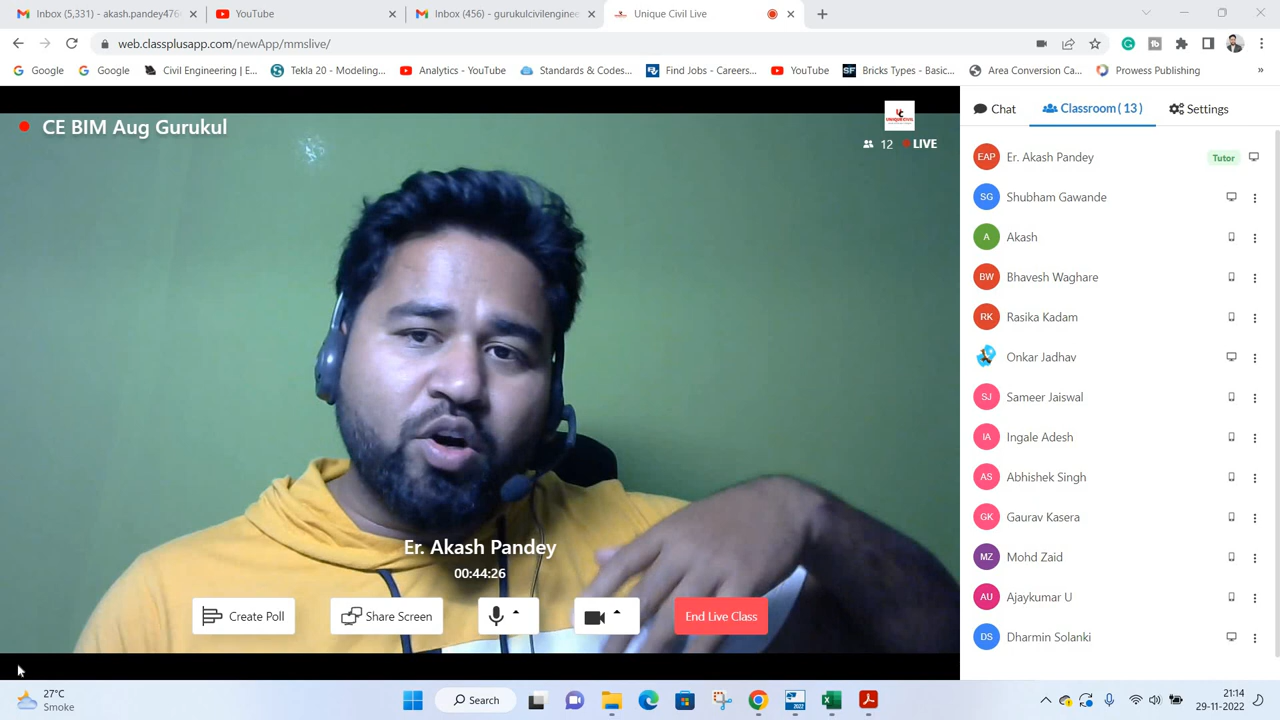 Inbox (5,331) - akash.pandey476
YouTube
Inbox (456) - gurukulcivilenginee
Unique Civil Live
web.classplusapp.com/newApp/mmslive/
Google
Google
Civil Engineering | E...
Tekla 20 - Modeling...
Analytics - YouTube
Standards & Codes...
Find Jobs - Careers...
YouTube
SF
Bricks Types - Basic...
Area Conversion Ca...
Prowess Publishing
»
CE BIM Aug Gurukul
UNIQUE CIVIL
12 LIVE
Er. Akash Pandey
00:44:26
Create Poll
Share Screen
End Live Class
Chat
Classroom ( 13 )
Settings
EAP Er. Akash Pandey Tutor
SG Shubham Gawande
A Akash
BW Bhavesh Waghare
RK Rasika Kadam
Onkar Jadhav
SJ Sameer Jaiswal
IA Ingale Adesh
AS Abhishek Singh
GK Gaurav Kasera
MZ Mohd Zaid
AU Ajaykumar U
DS Dharmin Solanki
27°C
Smoke
Search
2022
21:14
29-11-2022